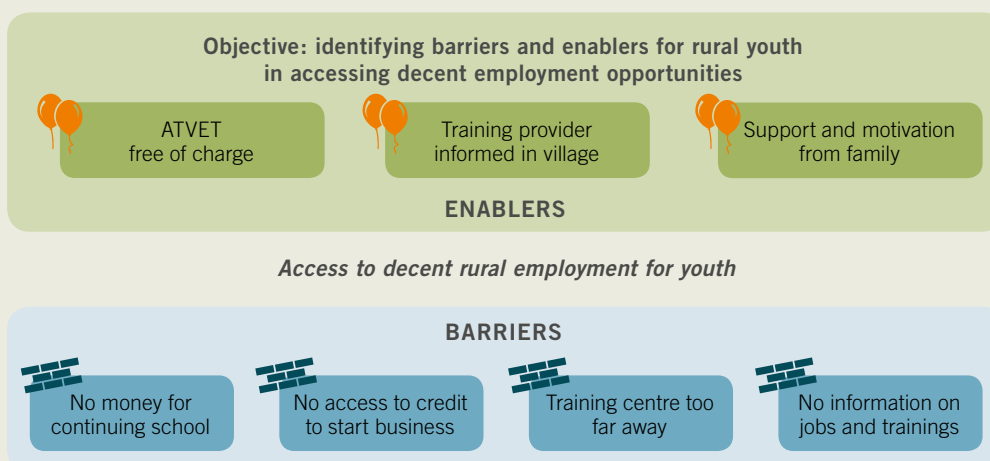 Objective: identifying barriers and enablers for rural youth
in accessing decent employment opportunities
ATVET
free of charge
Training provider
informed in village
Support and motivation
from family
ENABLERS
Access to decent rural employment for youth
BARRIERS
No money for
continuing school
No access to credit
to start business
Training centre too
far away
No information on
jobs and trainings